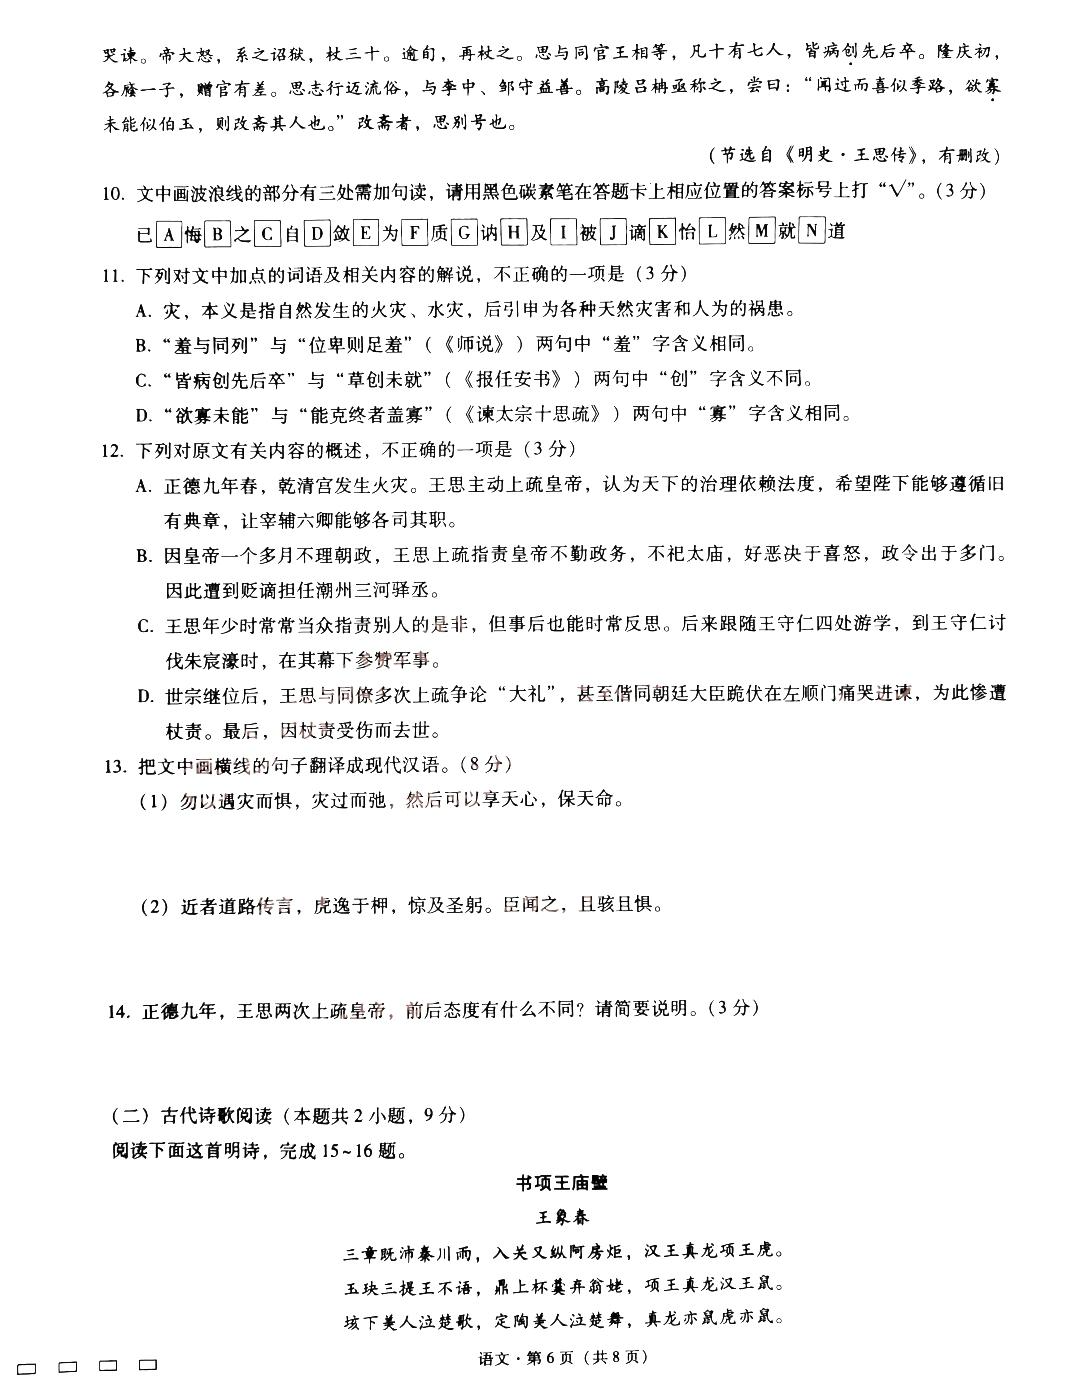 哭谏。帝大怒，系之诏狱，杖三十。逾旬，再杖之。思与同官王相等，凡十有七人，皆病创先后卒。隆庆初，
各廕一子，赠官有差。思志行迈流俗，与李中、邹守益善。高陵吕柟亟称之，尝曰：“闻过而喜似季路，欲寡
未能似伯玉，则改斋其人也。”改斋者，思别号也。
（节选自《明史·王思传》，有删改）
10. 文中画波浪线的部分有三处需加句读，请用黑色碳素笔在答题卡上相应位置的答案标号上打“√”。（3 分）
已A悔B之C自D敛E为F质G讷H及I被J谪K怡L然M就N道
11. 下列对文中加点的词语及相关内容的解说，不正确的一项是（3 分）
A. 灾，本义是指自然发生的火灾、水灾，后引申为各种天然灾害和人为的祸患。
B. “羞与同列”与“位卑则足羞”（《师说》）两句中“羞”字含义相同。
C. “皆病创先后卒”与“草创未就”（《报任安书》）两句中“创”字含义不同。
D. “欲寡未能”与“能克终者盖寡”（《谏太宗十思疏》）两句中“寡”字含义相同。
12. 下列对原文有关内容的概述，不正确的一项是（3 分）
A. 正德九年春，乾清宫发生火灾。王思主动上疏皇帝，认为天下的治理依赖法度，希望陛下能够遵循旧
有典章，让宰辅六卿能够各司其职。
B. 因皇帝一个多月不理朝政，王思上疏指责皇帝不勤政务，不祀太庙，好恶决于喜怒，政令出于多门。
因此遭到贬谪担任潮州三河驿丞。
C. 王思年少时常常当众指责别人的是非，但事后也能时常反思。后来跟随王守仁四处游学，到王守仁讨
伐朱宸濠时，在其幕下参赞军事。
D. 世宗继位后，王思与同僚多次上疏争论“大礼”，甚至偕同朝廷大臣跪伏在左顺门痛哭进谏，为此惨遭
杖责。最后，因杖责受伤而去世。
13. 把文中画横线的句子翻译成现代汉语。（8 分）
（1）勿以遇灾而惧，灾过而弛，然后可以享天心，保天命。
（2）近者道路传言，虎逸于柙，惊及圣躬。臣闻之，且骇且惧。
14. 正德九年，王思两次上疏皇帝，前后态度有什么不同？请简要说明。（3 分）
（二）古代诗歌阅读（本题共 2 小题，9 分）
阅读下面这首明诗，完成 15~16 题。
书项王庙壁
王象春
三章既沛秦川雨，入关又纵阿房炬，汉王真龙项王虎。
玉玦三提王不语，鼎上杯羹弃翁姥，项王真龙汉王鼠。
垓下美人泣楚歌，定陶美人泣楚舞，真龙亦鼠虎亦鼠。
语文·第 6 页（共 8 页）